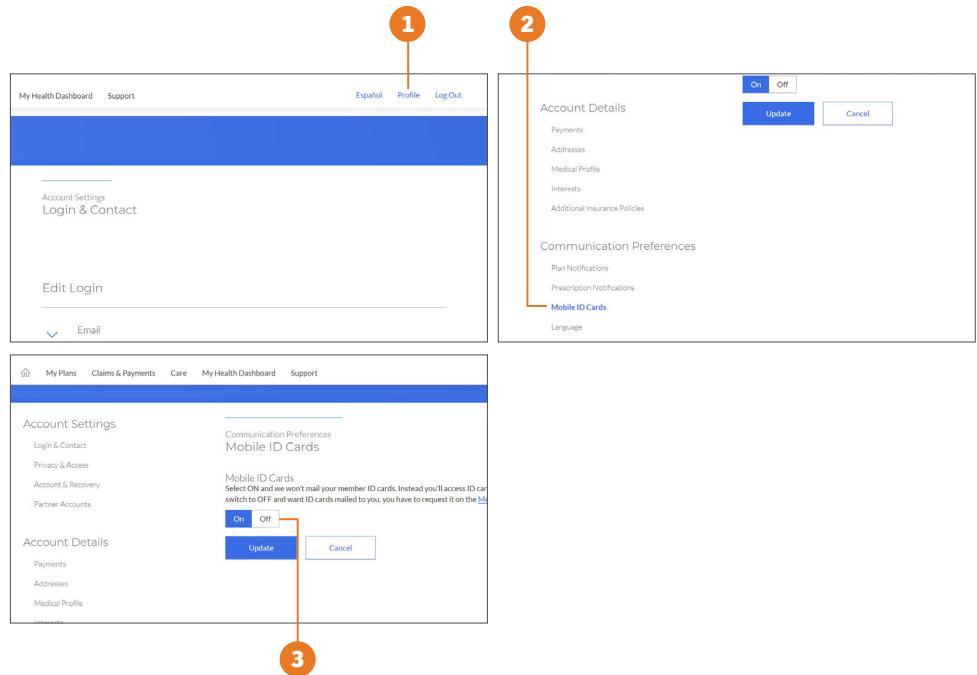 1
2
My Health Dashboard Support Español Profile Log Out
Account Settings
Login & Contact
Edit Login
Email
On Off
Update Cancel
Account Details
Payments
Addresses
Medical Profile
Interests
Additional Insurance Policies
Communication Preferences
Plan Notifications
Prescription Notifications
Mobile ID Cards
Language
My Plans Claims & Payments Care My Health Dashboard Support
Account Settings
Login & Contact
Privacy & Access
Account & Recovery
Partner Accounts
Account Details
Payments
Addresses
Medical Profile
Interests
Communication Preferences
Mobile ID Cards
Mobile ID Cards
Select ON and we won't mail your member ID cards. Instead you'll access ID car
switch to OFF and want ID cards mailed to you, you have to request it on the
On Off
Update Cancel
3